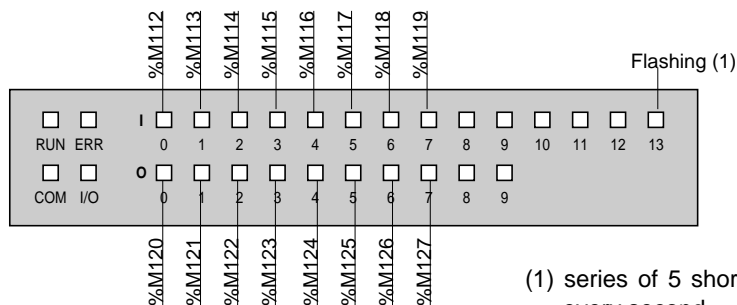 %M112 %M113 %M114 %M115 %M116 %M117 %M118 %M119
Flashing (1)
RUN ERR I 0 1 2 3 4 5 6 7 8 9 10 11 12 13
COM I/O O 0 1 2 3 4 5 6 7 8 9
%M120 %M121 %M122 %M123 %M124 %M125 %M126 %M127
(1) series of 5 shor